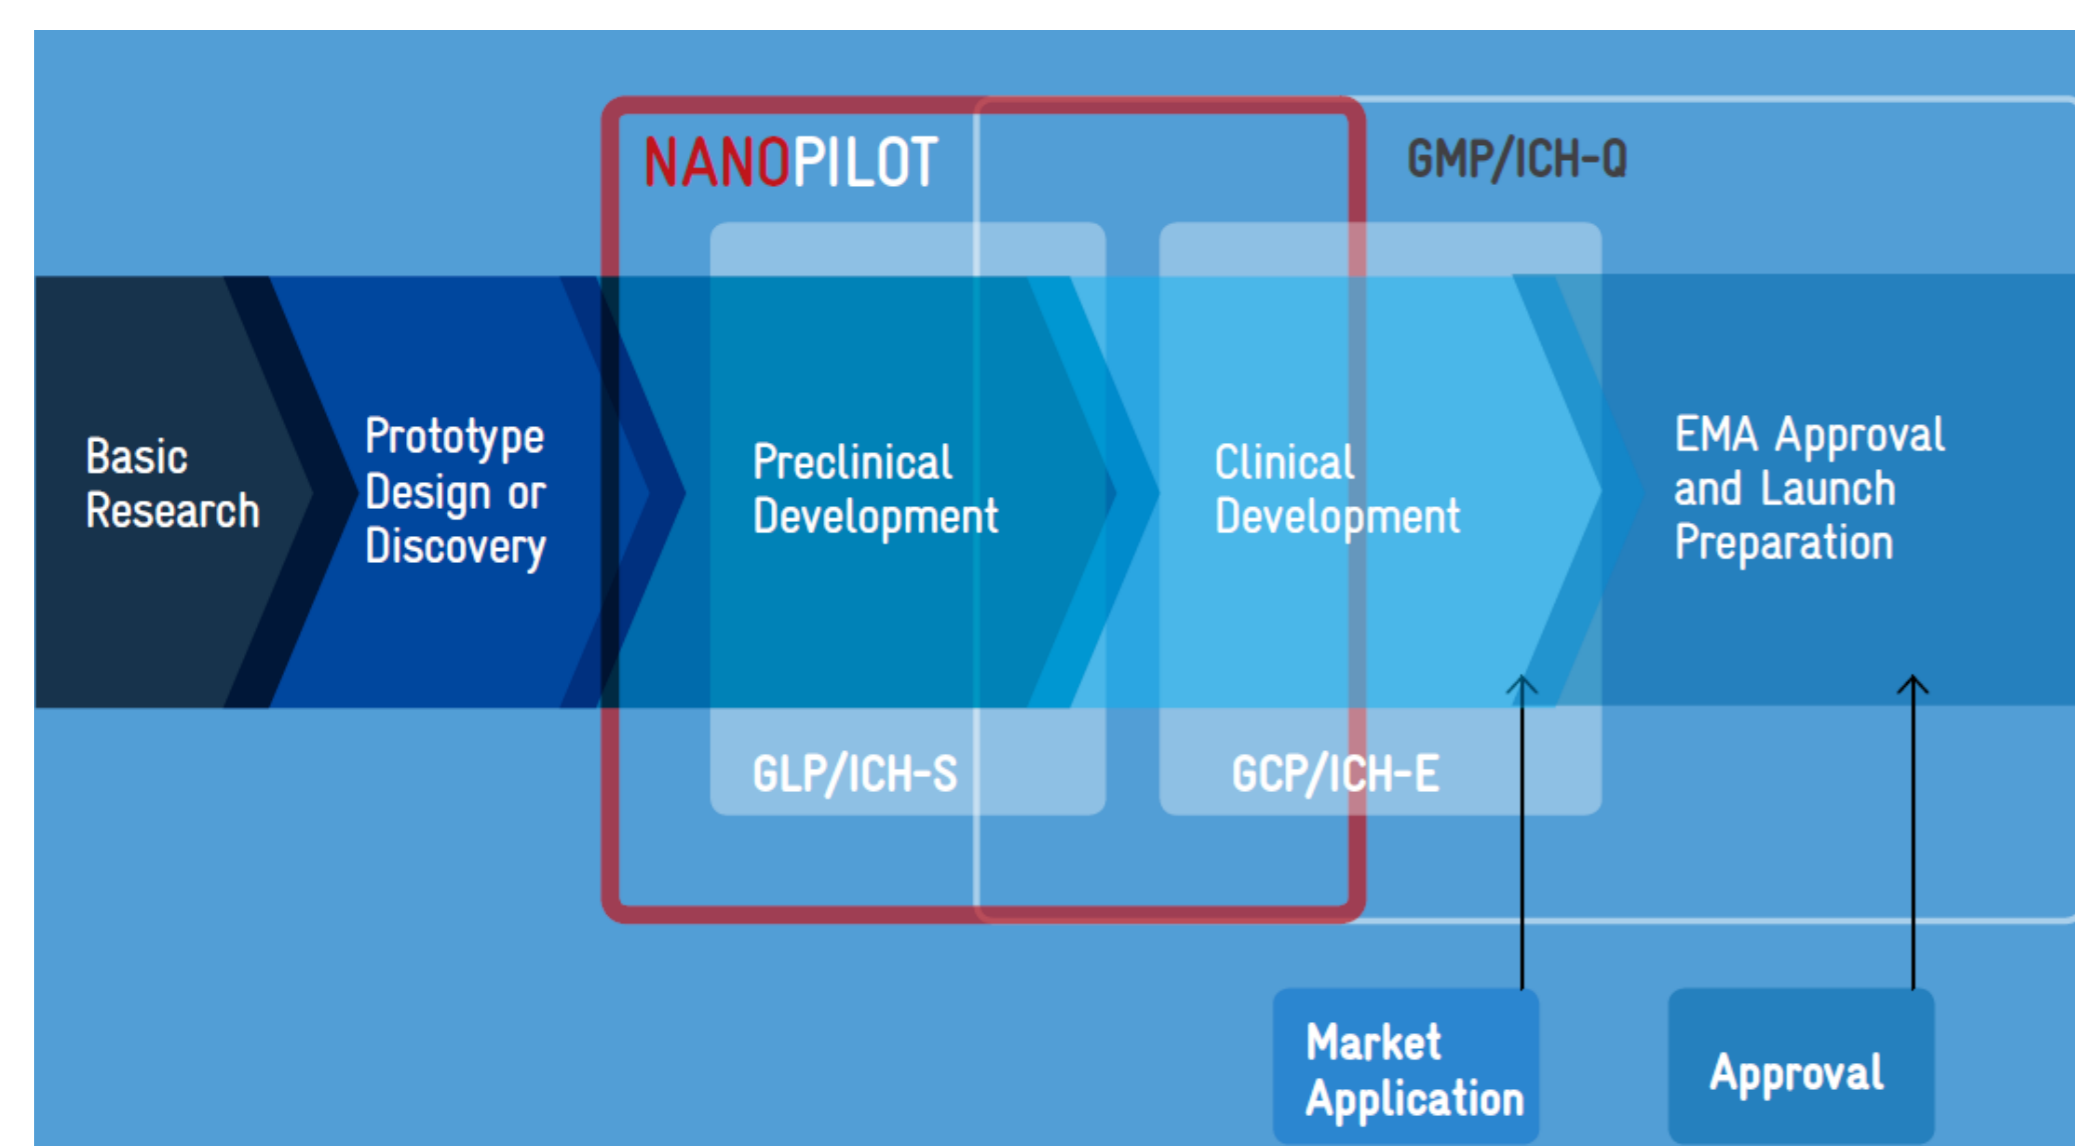 NANOPILOT
GMP/ICH-Q
Basic
Research
Prototype
Design or
Discovery
Preclinical
Development
Clinical
Development
EMA Approval
and Launch
Preparation
GLP/ICH-S
GCP/ICH-E
Market
Application
Approval